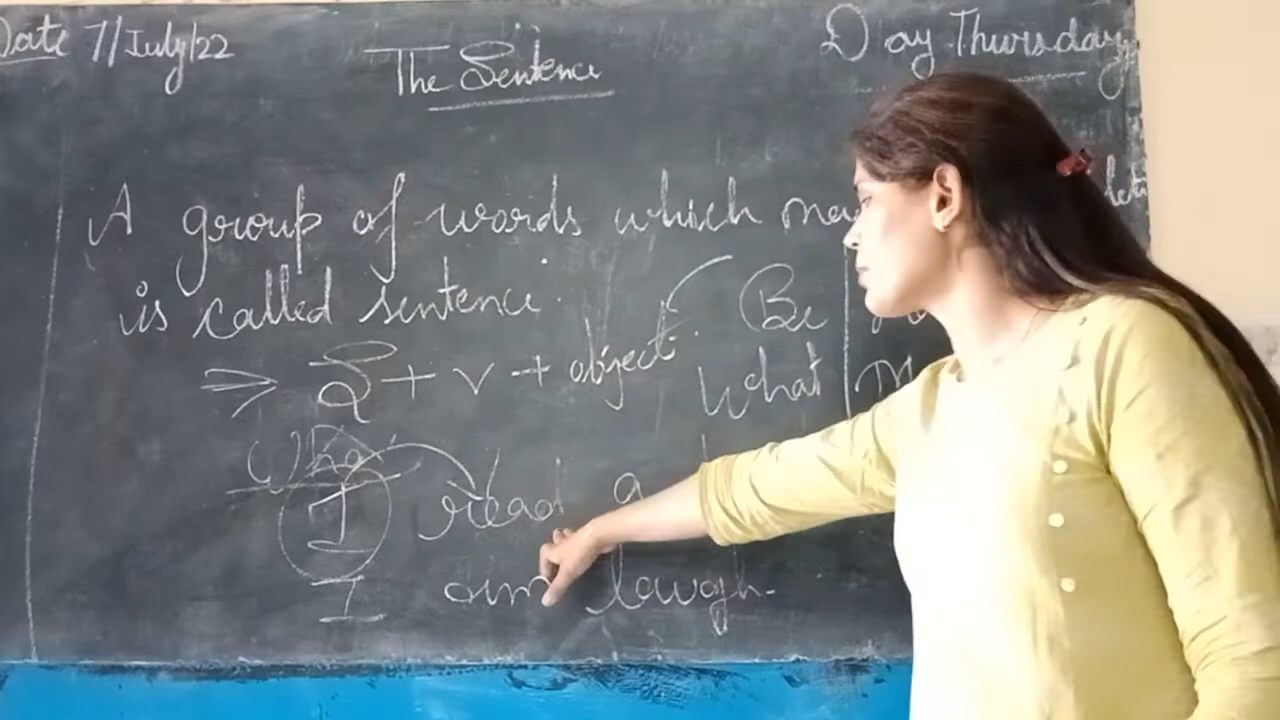 Date 7/July/22
The Sentence
Day Thursday
A group of words which
is called sentence.
⇒ S + v + object. Be
What
Who
I read a
I am laugh.